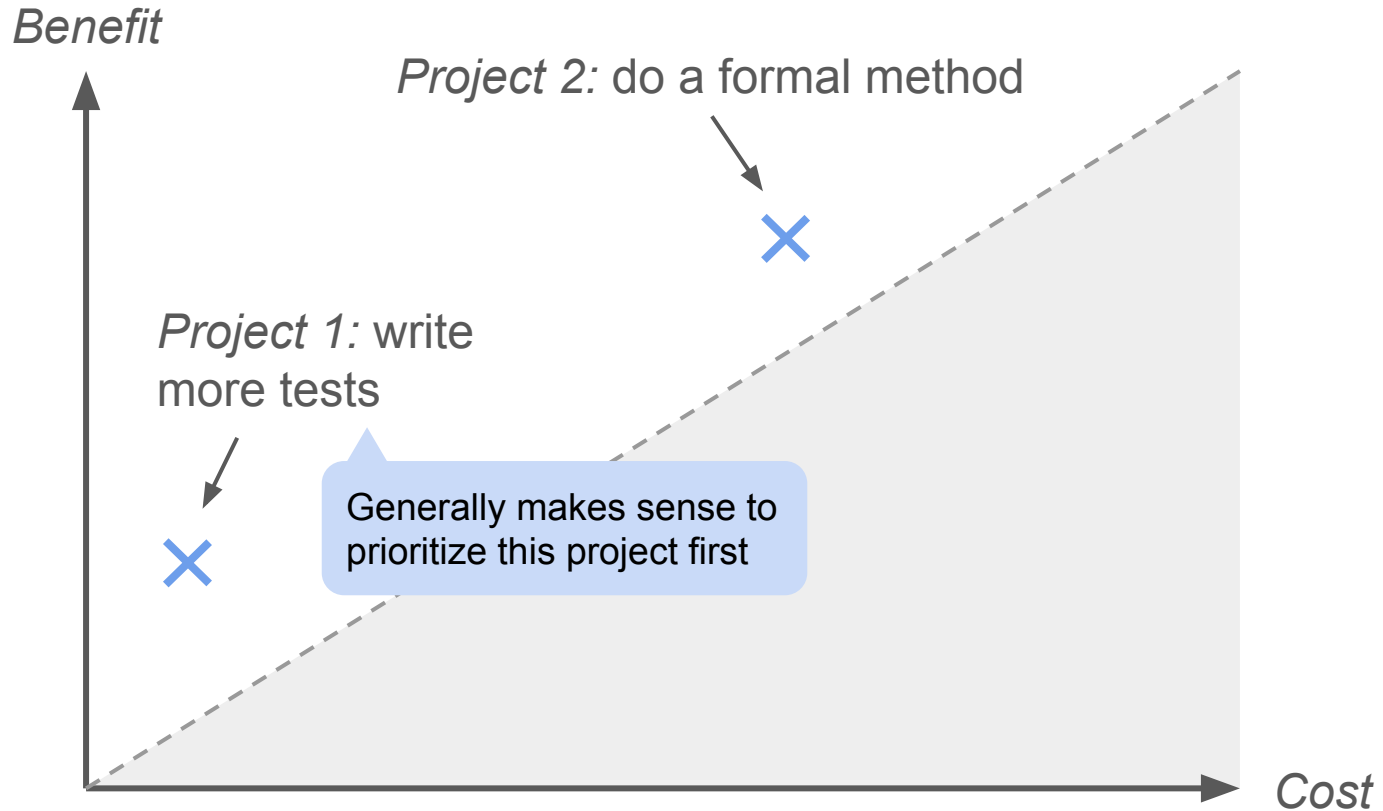 Benefit
Project 2: do a formal method
Project 1: write
more tests
Generally makes sense to
prioritize this project first
Cost